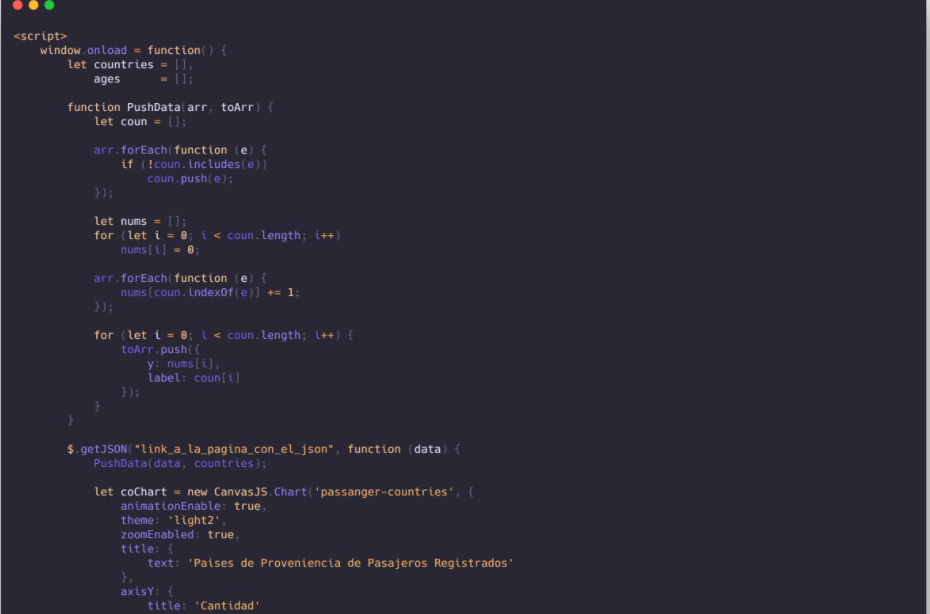 <script>
    window.onload = function() {
        let countries = [],
            ages      = [];

        function PushData(arr, toArr) {
            let coun = [];

            arr.forEach(function (e) {
                if (!coun.includes(e))
                    coun.push(e);
            });

            let nums = [];
            for (let i = 0; i < coun.length; i++)
                nums[i] = 0;

            arr.forEach(function (e) {
                nums[coun.indexOf(e)] += 1;
            });

            for (let i = 0; i < coun.length; i++) {
                toArr.push({
                    y: nums[i],
                    label: coun[i]
                });
            }
        }

        $.getJSON("link_a_la_pagina_con_el_json", function (data) {
            PushData(data, countries);

            let coChart = new CanvasJS.Chart('passanger-countries', {
                animationEnable: true,
                theme: 'light2',
                zoomEnabled: true,
                title: {
                    text: 'Paises de Proveniencia de Pasajeros Registrados'
                },
                axisY: {
                    title: 'Cantidad'